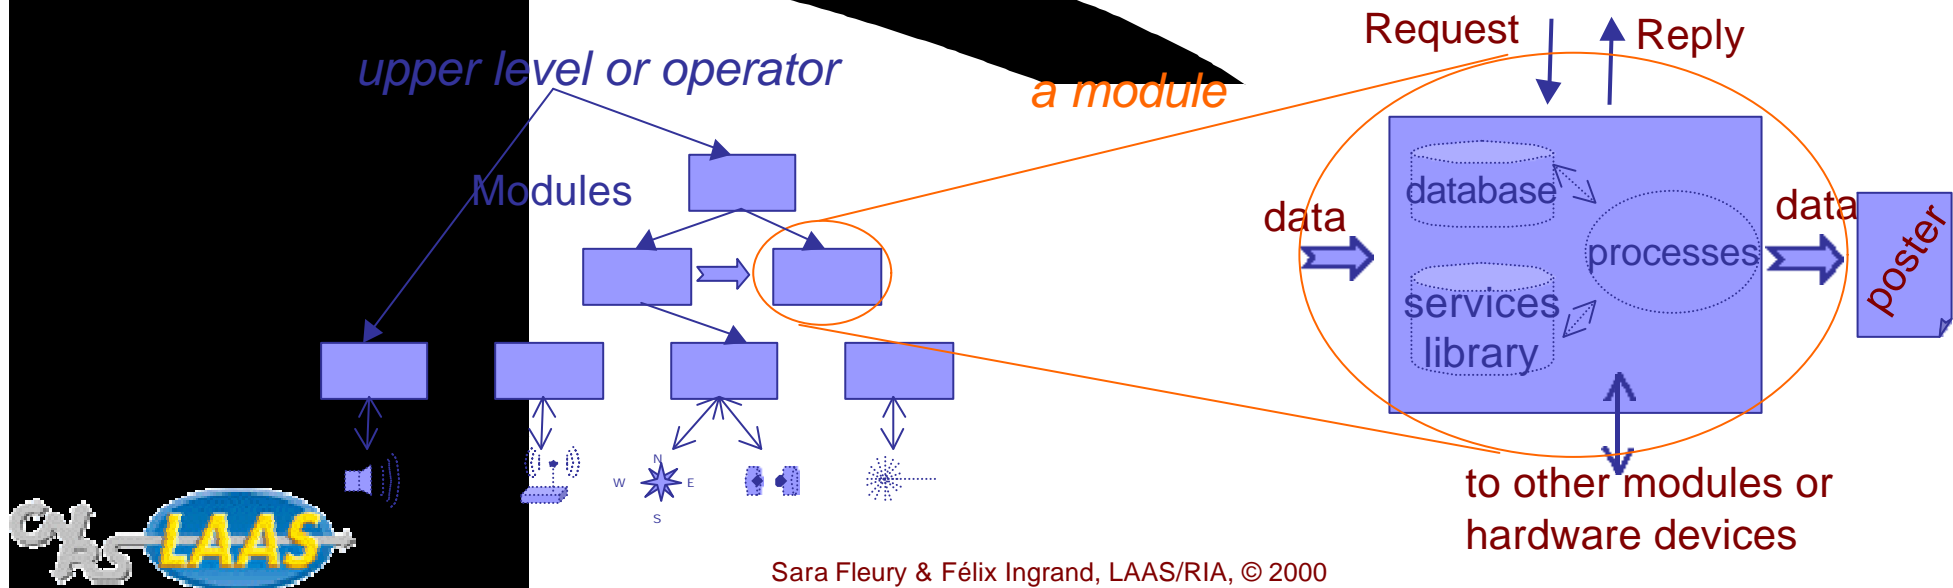 upper level or operator
a module
Request
Reply
Modules
database
data
data
processes
poster
services
library
N
W
E
S
to other modules or
hardware devices
CNRS
LAAS
Sara Fleury & Félix Ingrand, LAAS/RIA, © 2000